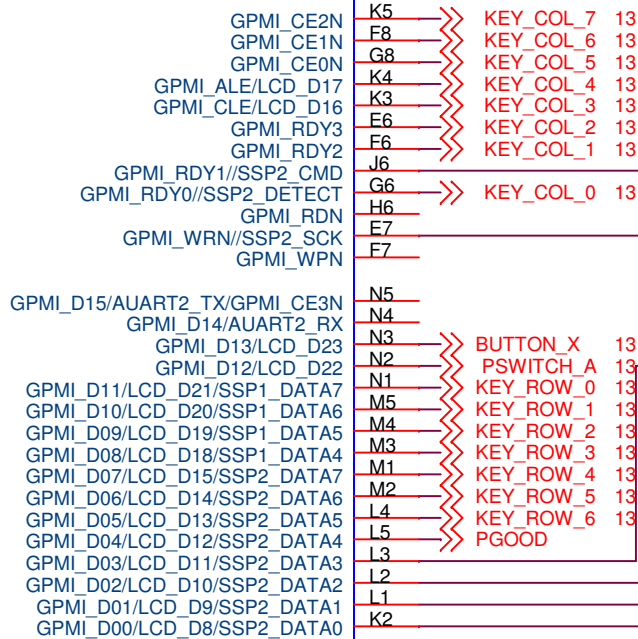 GPMI_CE2N K5 KEY_COL_7 13
GPMI_CE1N F8 KEY_COL_6 13
GPMI_CE0N G8 KEY_COL_5 13
GPMI_ALE/LCD_D17 K4 KEY_COL_4 13
GPMI_CLE/LCD_D16 K3 KEY_COL_3 13
GPMI_RDY3 E6 KEY_COL_2 13
GPMI_RDY2 F6 KEY_COL_1 13
GPMI_RDY1//SSP2_CMD J6
GPMI_RDY0//SSP2_DETECT G6 KEY_COL_0 13
GPMI_RDN H6
GPMI_WRN//SSP2_SCK E7
GPMI_WPN F7
GPMI_D15/AUART2_TX/GPMI_CE3N N5
GPMI_D14/AUART2_RX N4
GPMI_D13/LCD_D23 N3 BUTTON_X 13
GPMI_D12/LCD_D22 N2 PSWITCH_A 13
GPMI_D11/LCD_D21/SSP1_DATA7 N1 KEY_ROW_0 13
GPMI_D10/LCD_D20/SSP1_DATA6 M5 KEY_ROW_1 13
GPMI_D09/LCD_D19/SSP1_DATA5 M4 KEY_ROW_2 13
GPMI_D08/LCD_D18/SSP1_DATA4 M3 KEY_ROW_3 13
GPMI_D07/LCD_D15/SSP2_DATA7 M1 KEY_ROW_4 13
GPMI_D06/LCD_D14/SSP2_DATA6 M2 KEY_ROW_5 13
GPMI_D05/LCD_D13/SSP2_DATA5 L4 KEY_ROW_6 13
GPMI_D04/LCD_D12/SSP2_DATA4 L5 PGOOD
GPMI_D03/LCD_D11/SSP2_DATA3 L3
GPMI_D02/LCD_D10/SSP2_DATA2 L2
GPMI_D01/LCD_D9/SSP2_DATA1 L1
GPMI_D00/LCD_D8/SSP2_DATA0 K2